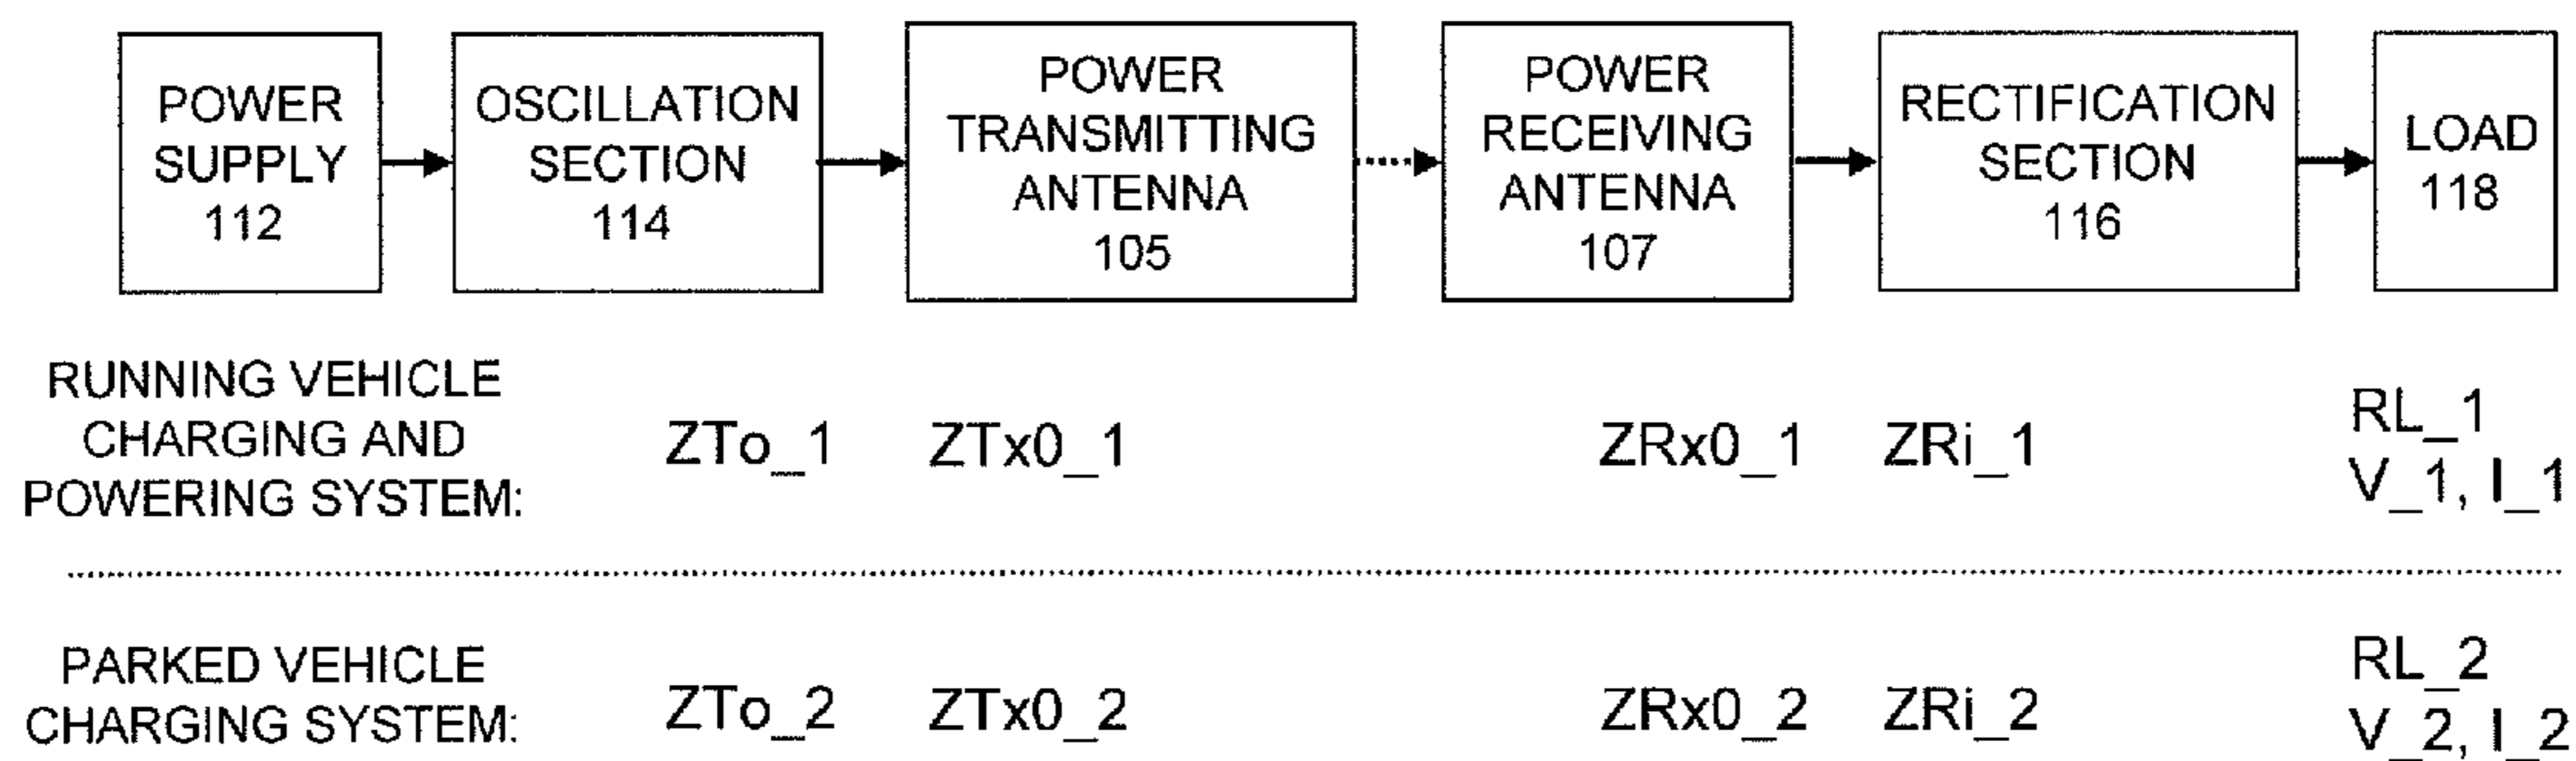 POWER
SUPPLY
112
OSCILLATION
SECTION
114
POWER
TRANSMITTING
ANTENNA
105
POWER
RECEIVING
ANTENNA
107
RECTIFICATION
SECTION
116
LOAD
118
RUNNING VEHICLE
CHARGING AND
POWERING SYSTEM:
ZTo_1
ZTx0_1
ZRx0_1
ZRi_1
RL_1
V_1, I_1
PARKED VEHICLE
CHARGING SYSTEM:
ZTo_2
ZTx0_2
ZRx0_2
ZRi_2
RL_2
V_2, I_2